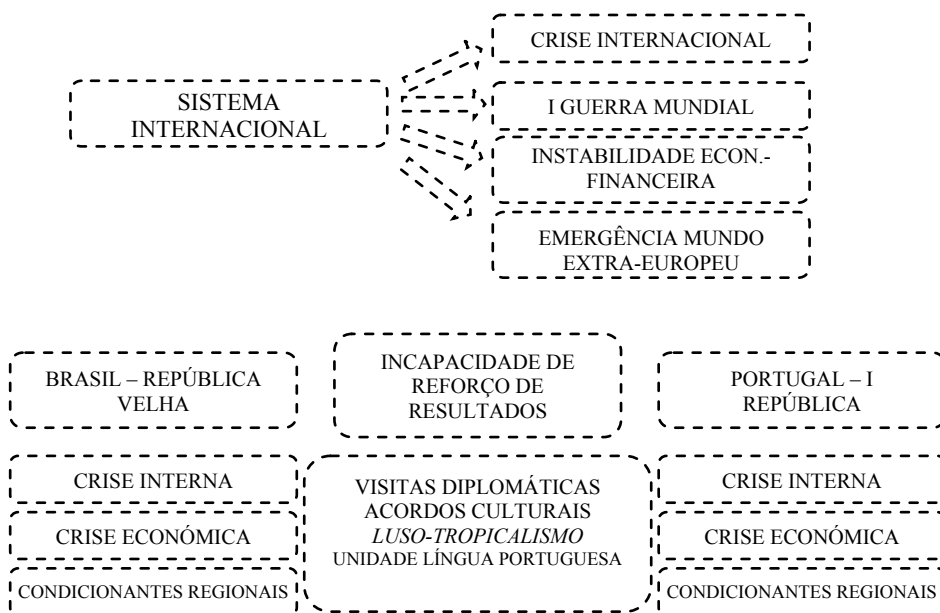 SISTEMA
INTERNACIONAL
CRISE INTERNACIONAL
I GUERRA MUNDIAL
INSTABILIDADE ECON.-
FINANCEIRA
EMERGÊNCIA MUNDO
EXTRA-EUROPEU
BRASIL – REPÚBLICA
VELHA
CRISE INTERNA
CRISE ECONÓMICA
CONDICIONANTES REGIONAIS
INCAPACIDADE DE
REFORÇO DE
RESULTADOS
VISITAS DIPLOMÁTICAS
ACORDOS CULTURAIS
LUSO-TROPICALISMO
UNIDADE LÍNGUA PORTUGUESA
PORTUGAL – I
REPÚBLICA
CRISE INTERNA
CRISE ECONÓMICA
CONDICIONANTES REGIONAIS